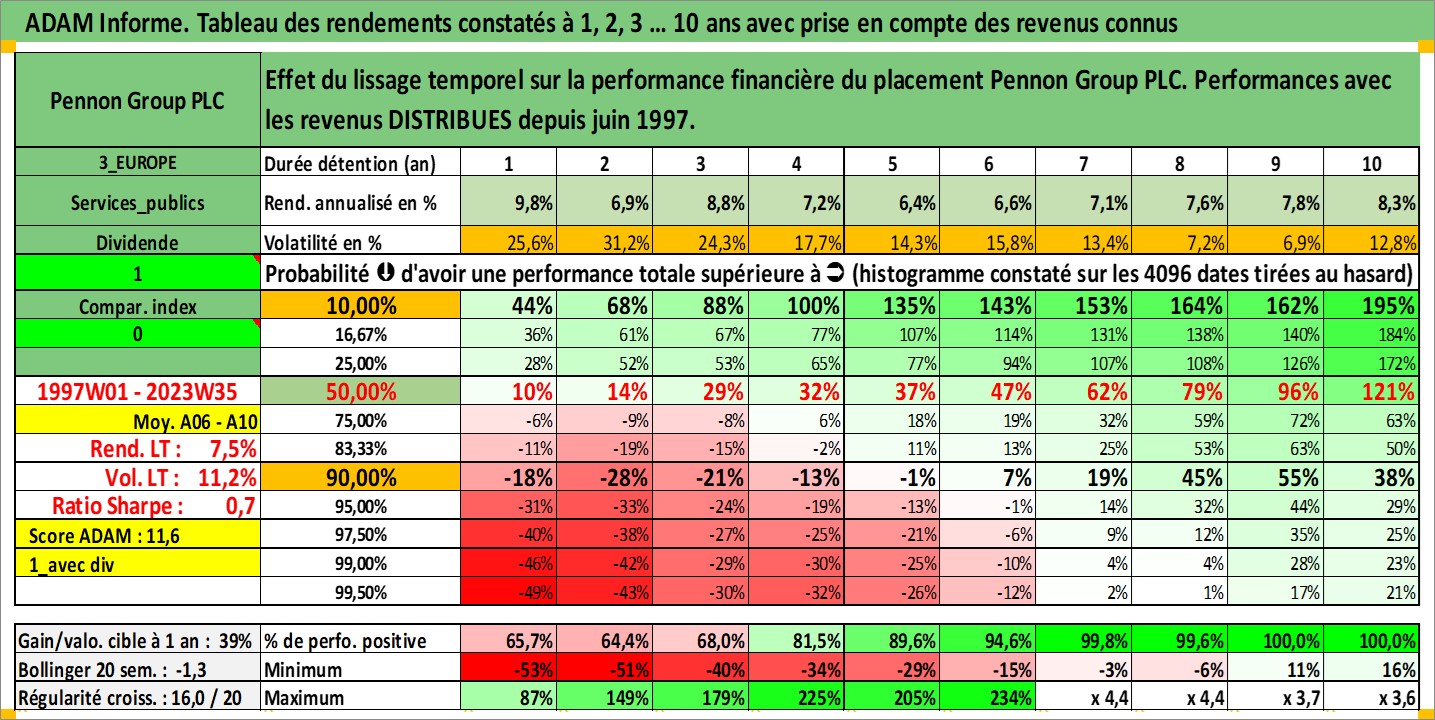 ADAM Informe. Tableau des rendements constatés à 1, 2, 3 ... 10 ans avec prise en compte des revenus connus
Pennon Group PLC
Effet du lissage temporel sur la performance financière du placement Pennon Group PLC. Performances avec
les revenus DISTRIBUES depuis juin 1997.
3_EUROPE Durée détention (an) 1 2 3 4 5 6 7 8 9 10
Services_publics Rend. annualisé en % 9,8% 6,9% 8,8% 7,2% 6,4% 6,6% 7,1% 7,6% 7,8% 8,3%
Dividende Volatilité en % 25,6% 31,2% 24,3% 17,7% 14,3% 15,8% 13,4% 7,2% 6,9% 12,8%
1 Probabilité ⬇ d'avoir une performance totale supérieure à ➲ (histogramme constaté sur les 4096 dates tirées au hasard)
Compar. index 10,00% 44% 68% 88% 100% 135% 143% 153% 164% 162% 195%
0 16,67% 36% 61% 67% 77% 107% 114% 131% 138% 140% 184%
25,00% 28% 52% 53% 65% 77% 94% 107% 108% 126% 172%
1997W01 - 2023W35 50,00% 10% 14% 29% 32% 37% 47% 62% 79% 96% 121%
Moy. A06 - A10 75,00% -6% -9% -8% 6% 18% 19% 32% 59% 72% 63%
Rend. LT : 7,5% 83,33% -11% -19% -15% -2% 11% 13% 25% 53% 63% 50%
Vol. LT : 11,2% 90,00% -18% -28% -21% -13% -1% 7% 19% 45% 55% 38%
Ratio Sharpe : 0,7 95,00% -31% -33% -24% -19% -13% -1% 14% 32% 44% 29%
Score ADAM : 11,6 97,50% -40% -38% -27% -25% -21% -6% 9% 12% 35% 25%
1_avec div 99,00% -46% -42% -29% -30% -25% -10% 4% 4% 28% 23%
99,50% -49% -43% -30% -32% -26% -12% 2% 1% 17% 21%
Gain/valo. cible à 1 an : 39% % de perfo. positive 65,7% 64,4% 68,0% 81,5% 89,6% 94,6% 99,8% 99,6% 100,0% 100,0%
Bollinger 20 sem. : -1,3 Minimum -53% -51% -40% -34% -29% -15% -3% -6% 11% 16%
Régularité croiss. : 16,0 / 20 Maximum 87% 149% 179% 225% 205% 234% x 4,4 x 4,4 x 3,7 x 3,6